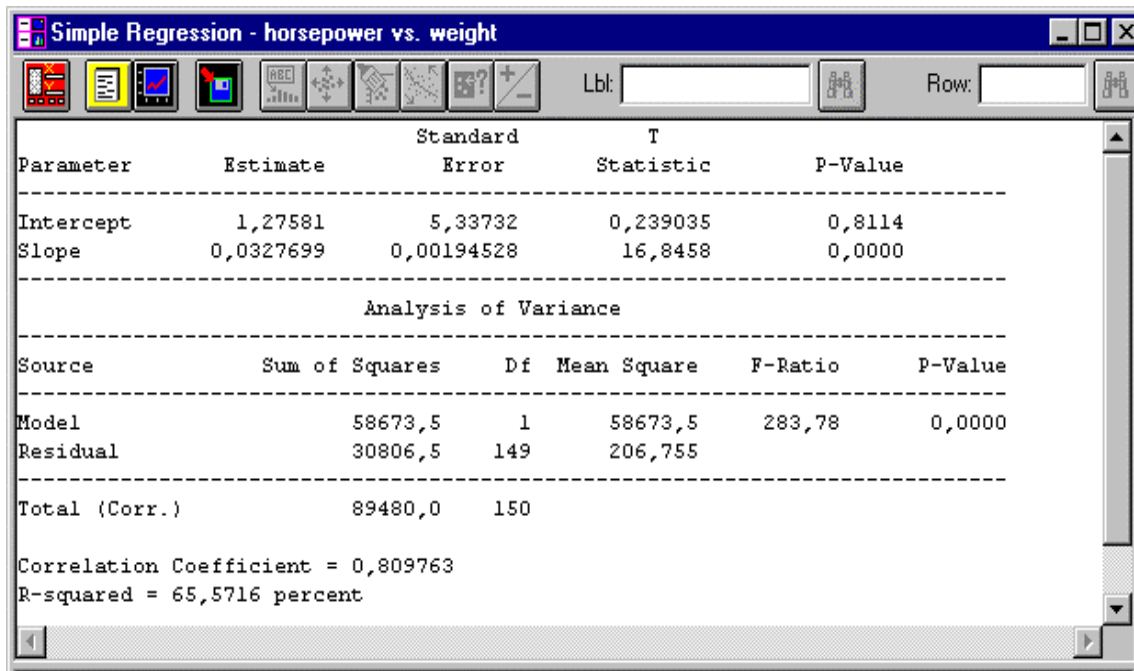 Simple Regression - horsepower vs. weight
Lbl: Row:
Standard T
Parameter Estimate Error Statistic P-Value
Intercept 1,27581 5,33732 0,239035 0,8114
Slope 0,0327699 0,00194528 16,8458 0,0000
Analysis of Variance
Source Sum of Squares Df Mean Square F-Ratio P-Value
Model 58673,5 1 58673,5 283,78 0,0000
Residual 30806,5 149 206,755
Total (Corr.) 89480,0 150
Correlation Coefficient = 0,809763
R-squared = 65,5716 percent